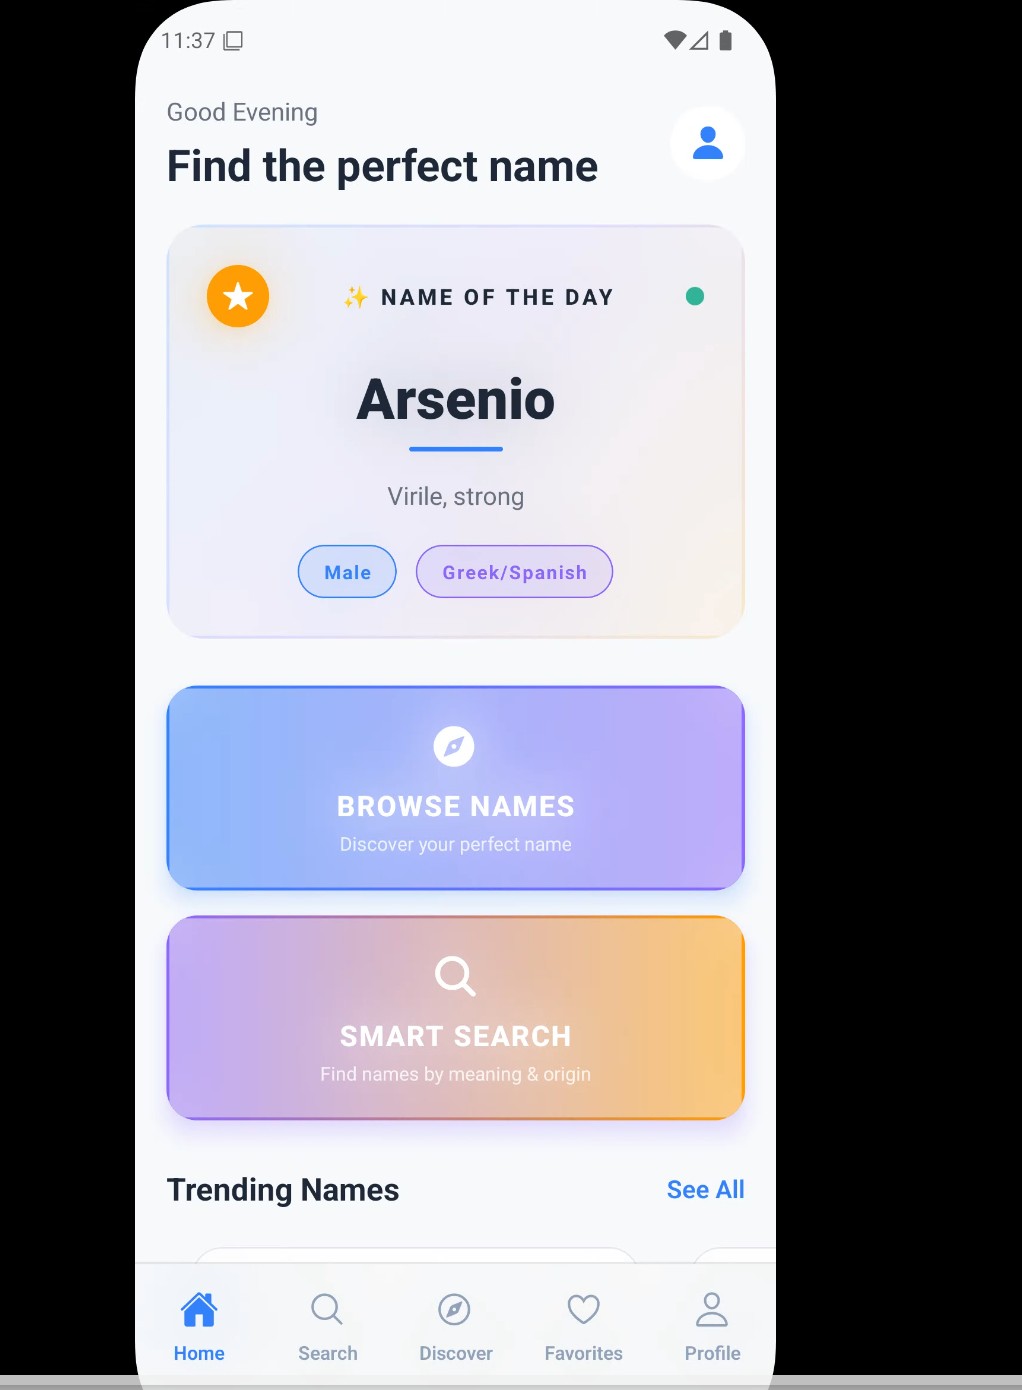 11:37
Good Evening
Find the perfect name
✨ NAME OF THE DAY
Arsenio
Virile, strong
Male
Greek/Spanish
BROWSE NAMES
Discover your perfect name
SMART SEARCH
Find names by meaning & origin
Trending Names
See All
Home
Search
Discover
Favorites
Profile